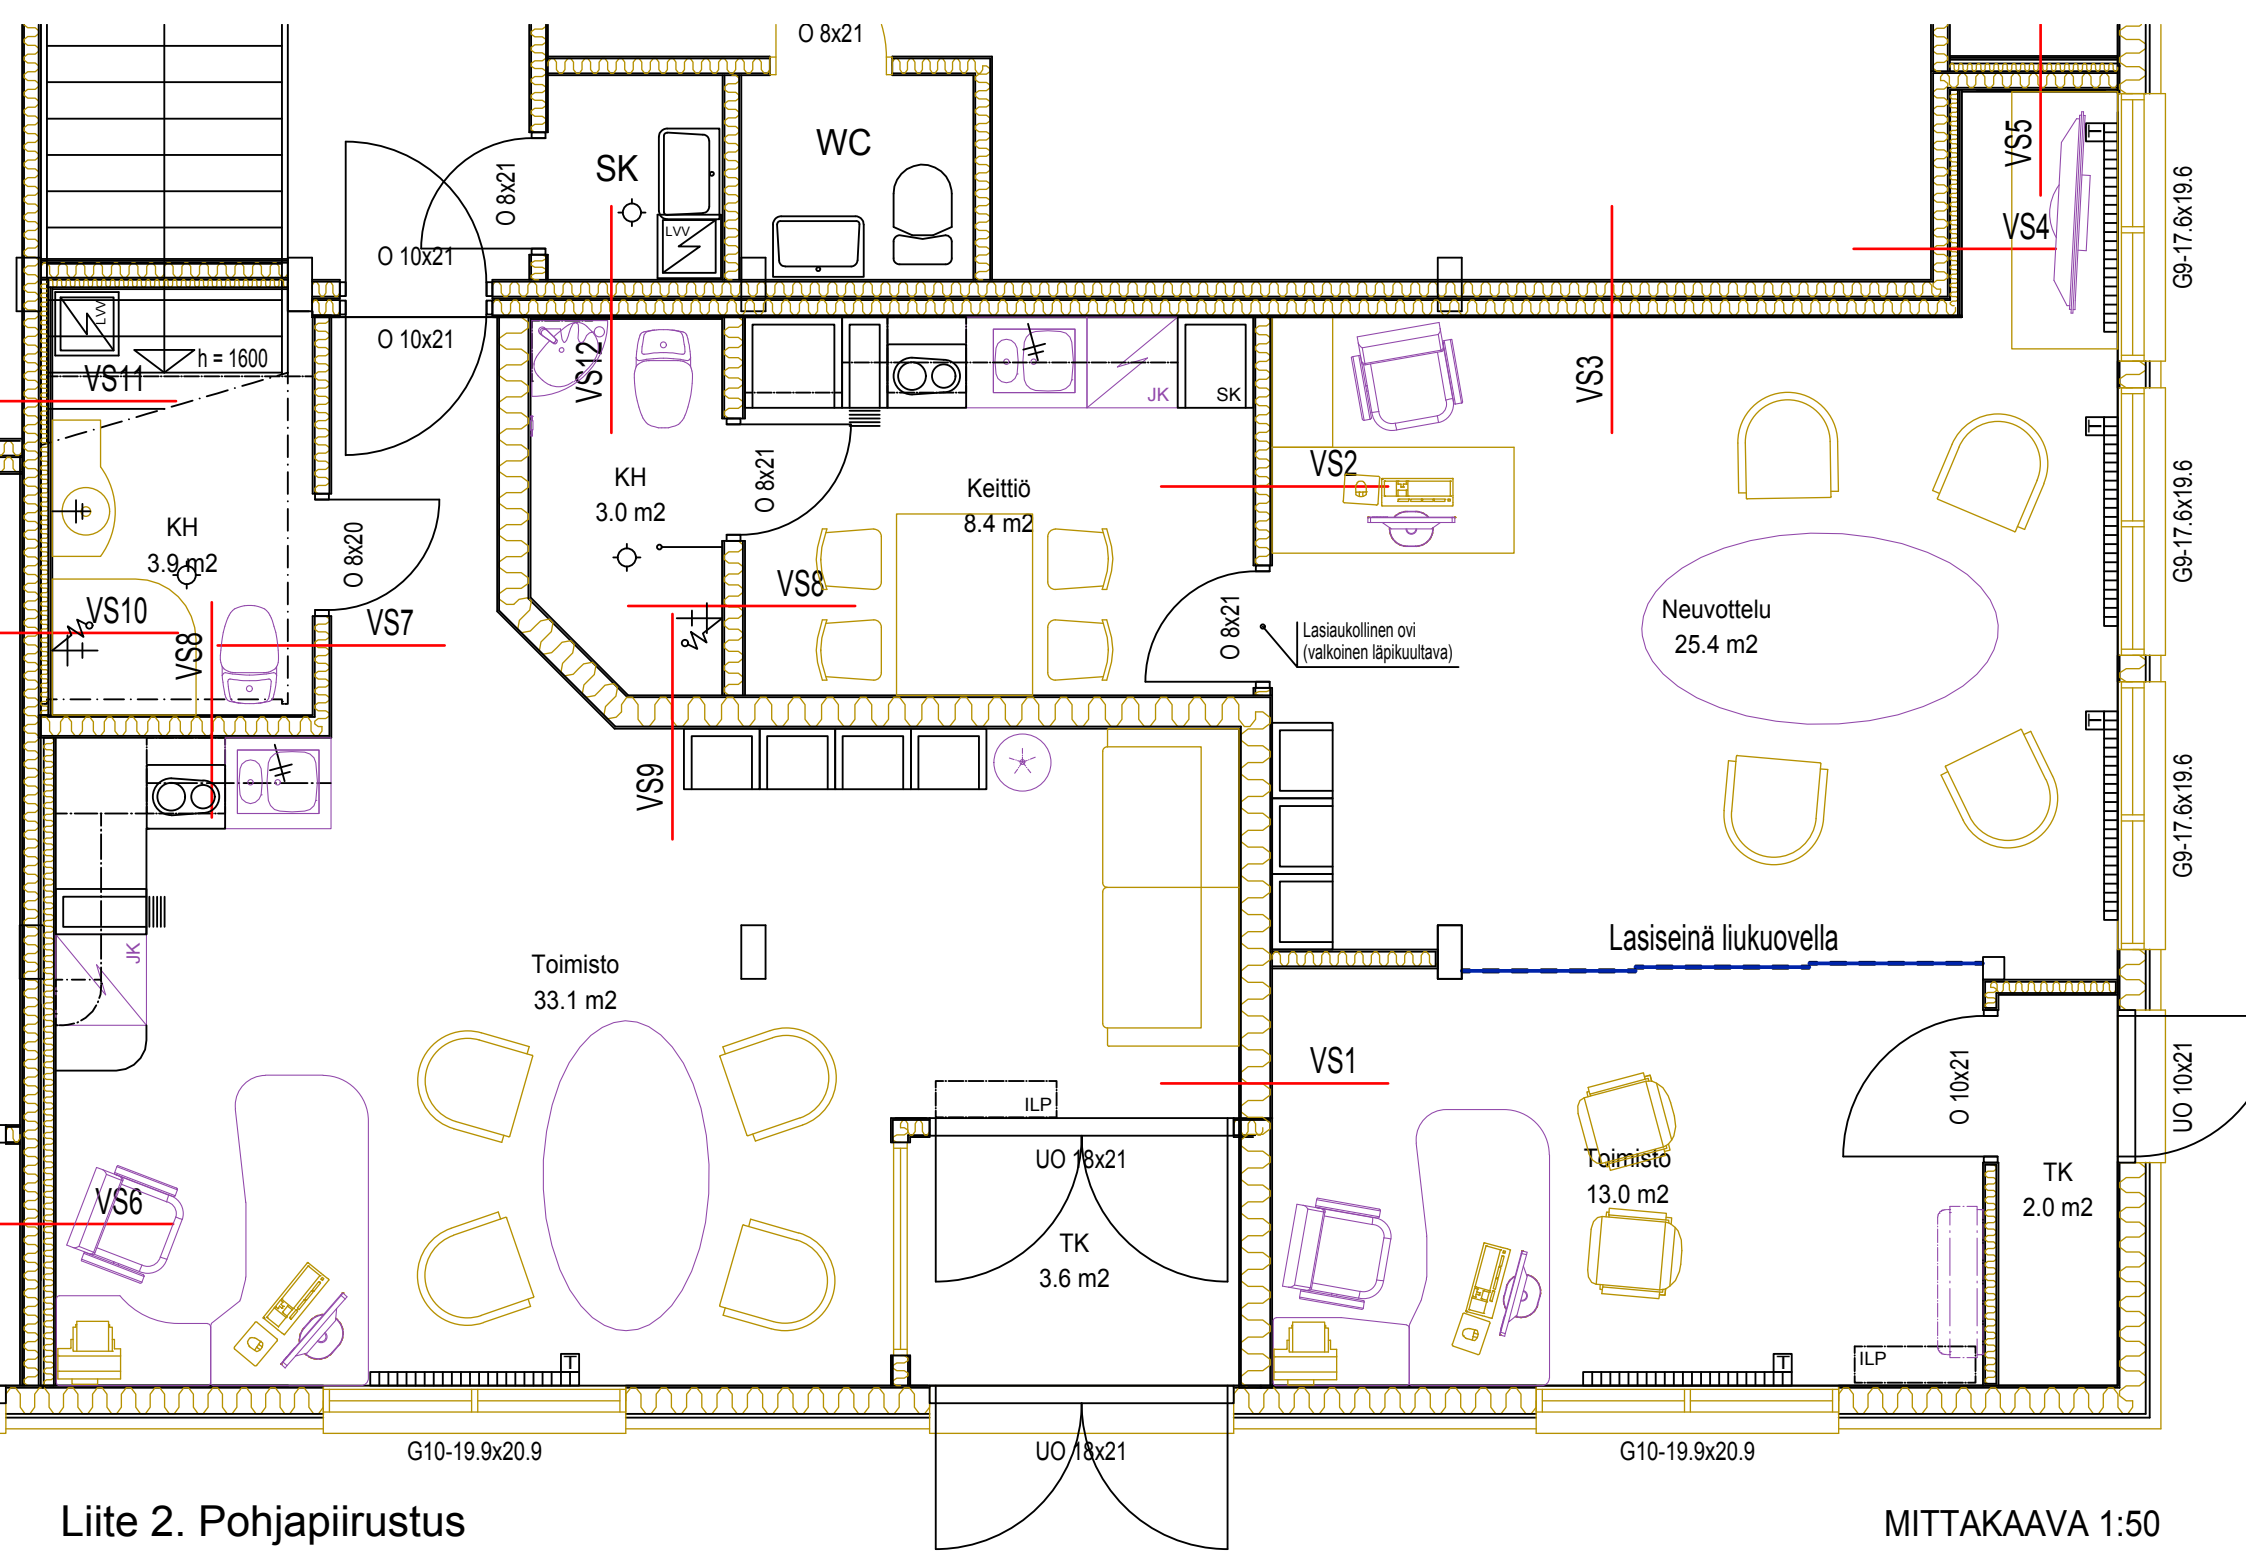 O 8x21
WC
SK
O 8x21
LVV
O 10x21
O 10x21
VS5
VS4
G9-17.6x19.6
LVV
h = 1600
VS11
VS12
JK
SK
VS3
VS2
KH
3.0 m2
O 8x21
Keittiö
8.4 m2
KH
3.9 m2
O 8x20
VS10
VS8
VS7
VS8
O 8x21
Lasiaukollinen ovi
(valkoinen läpikuultava)
Neuvottelu
25.4 m2
T
T
T
G9-17.6x19.6
G9-17.6x19.6
VS9
JK
Toimisto
33.1 m2
Lasiseinä liukuovella
VS1
ILP
UO 18x21
TK
3.6 m2
VS6
Toimisto
13.0 m2
O 10x21
UO 10x21
TK
2.0 m2
ILP
T
T
G10-19.9x20.9
UO 18x21
G10-19.9x20.9
Liite 2. Pohjapiirustus
MITTAKAAVA 1:50